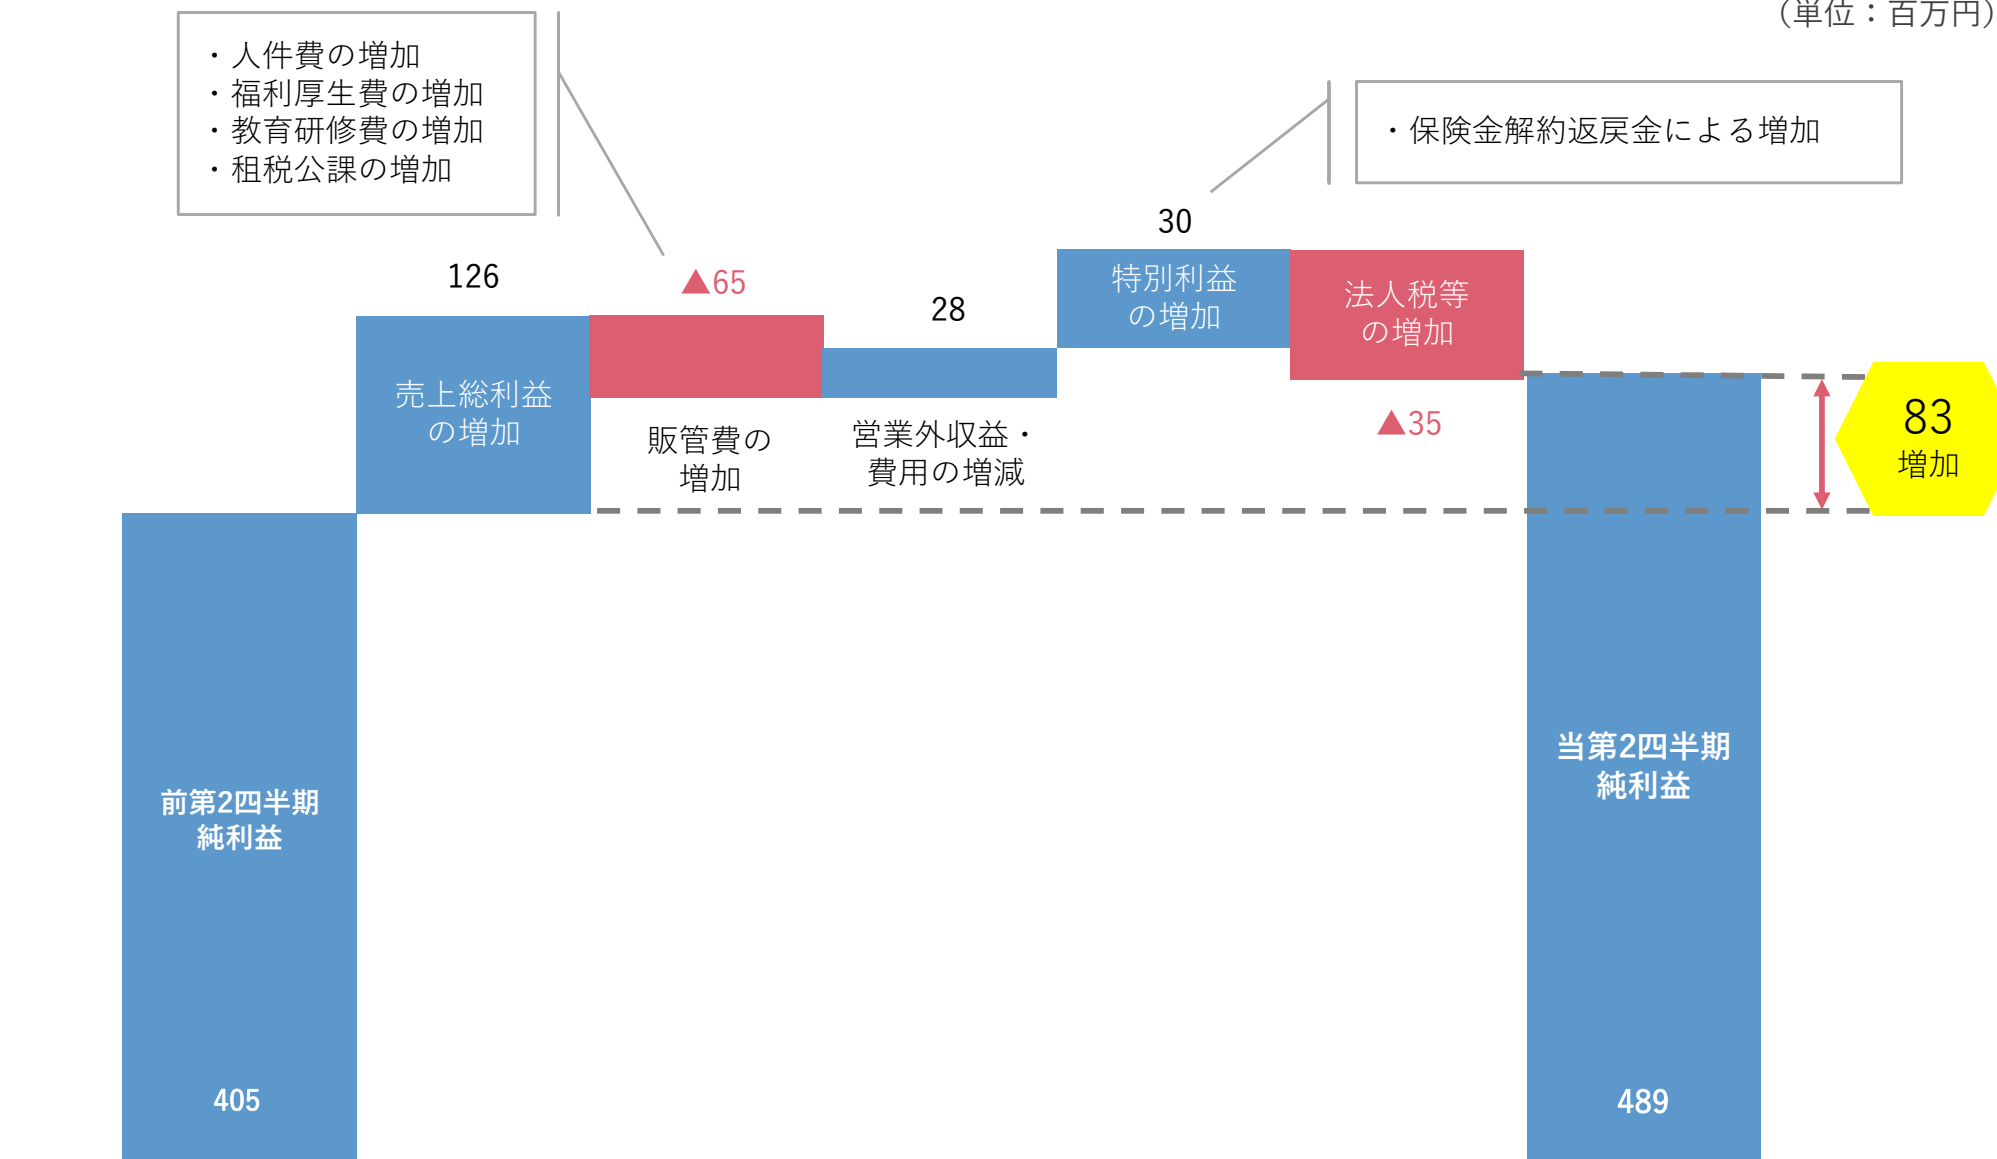 （単位：百万円）
・人件費の増加
・福利厚生費の増加
・教育研修費の増加
・租税公課の増加
・保険金解約返戻金による増加
126
▲65
28
30
売上総利益
の増加
販管費の
増加
営業外収益・
費用の増減
特別利益
の増加
法人税等
の増加
▲35
83
増加
前第2四半期
純利益
405
当第2四半期
純利益
489